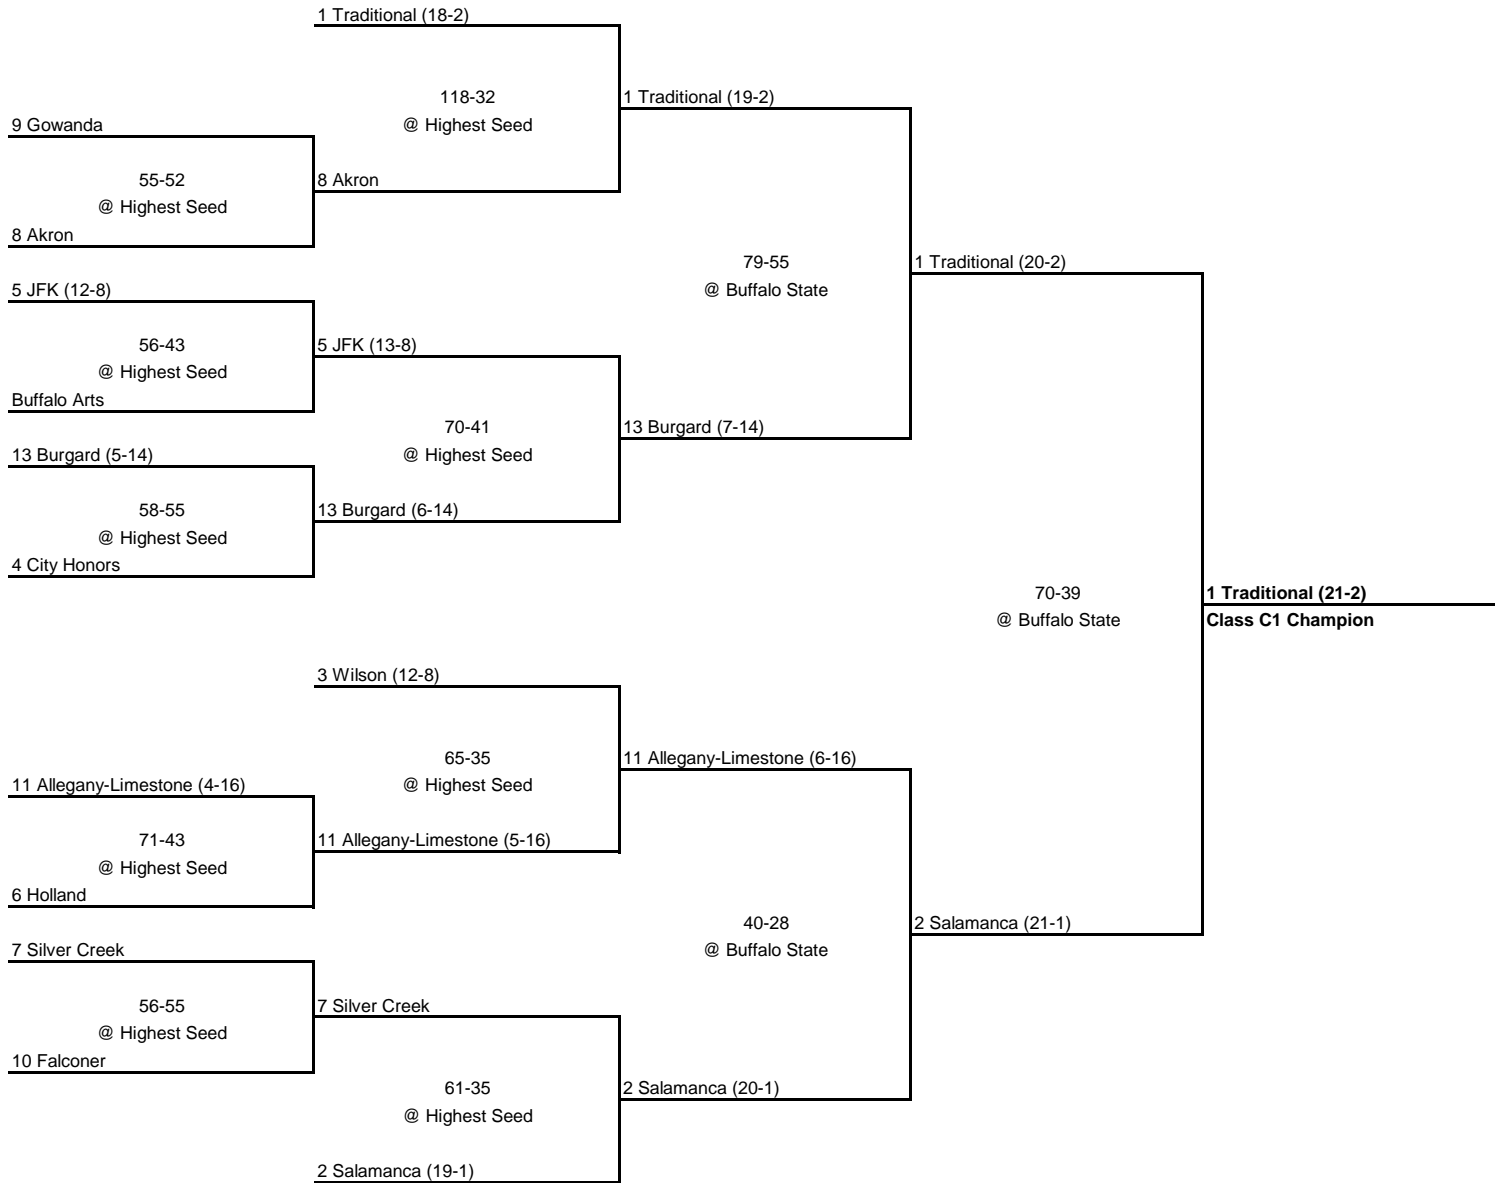 1 Traditional (18-2)
118-32
@ Highest Seed
1 Traditional (19-2)
9 Gowanda
55-52
@ Highest Seed
8 Akron
8 Akron
79-55
@ Buffalo State
1 Traditional (20-2)
5 JFK (12-8)
56-43
@ Highest Seed
5 JFK (13-8)
Buffalo Arts
70-41
@ Highest Seed
13 Burgard (7-14)
13 Burgard (5-14)
58-55
@ Highest Seed
13 Burgard (6-14)
4 City Honors
70-39
@ Buffalo State
1 Traditional (21-2)
Class C1 Champion
3 Wilson (12-8)
65-35
@ Highest Seed
11 Allegany-Limestone (6-16)
11 Allegany-Limestone (4-16)
71-43
@ Highest Seed
11 Allegany-Limestone (5-16)
6 Holland
40-28
@ Buffalo State
2 Salamanca (21-1)
7 Silver Creek
56-55
@ Highest Seed
7 Silver Creek
10 Falconer
61-35
@ Highest Seed
2 Salamanca (20-1)
2 Salamanca (19-1)